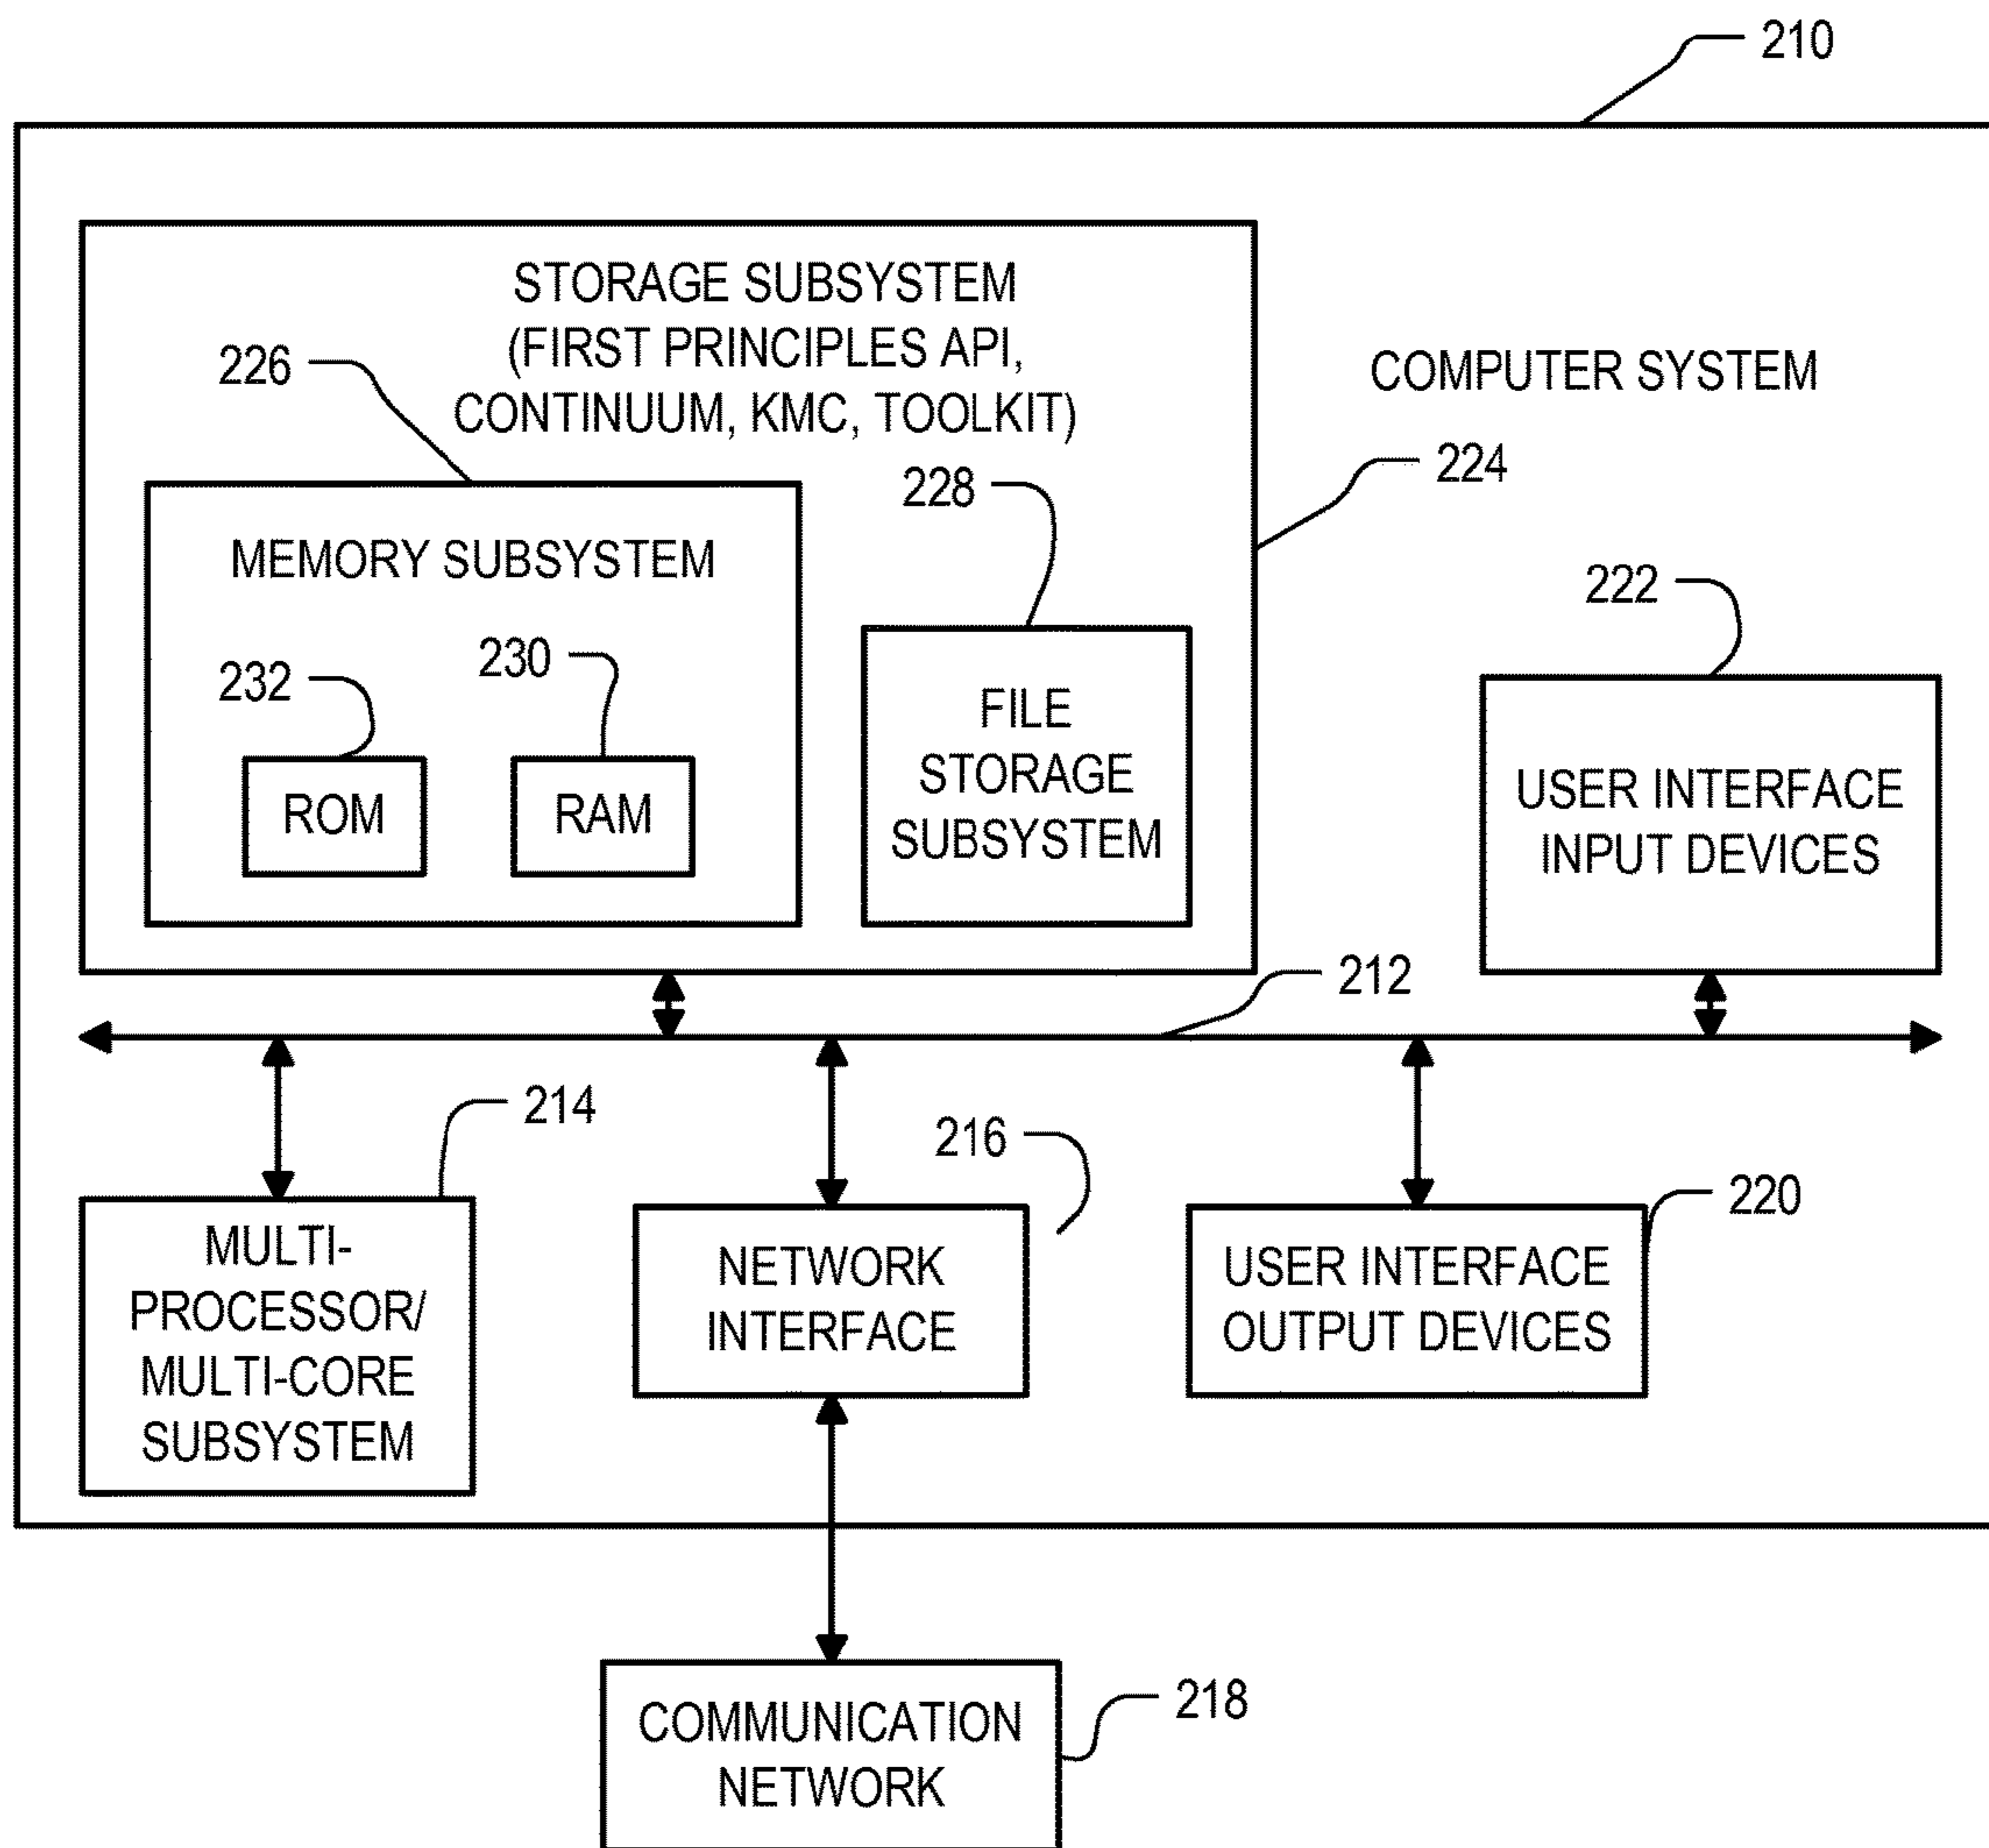 210
STORAGE SUBSYSTEM
(FIRST PRINCIPLES API,
CONTINUUM, KMC, TOOLKIT)
226
COMPUTER SYSTEM
224
228
MEMORY SUBSYSTEM
222
232
230
FILE
STORAGE
SUBSYSTEM
ROM
RAM
USER INTERFACE
INPUT DEVICES
212
214
216
220
MULTI-
PROCESSOR/
MULTI-CORE
SUBSYSTEM
NETWORK
INTERFACE
USER INTERFACE
OUTPUT DEVICES
COMMUNICATION
NETWORK
218